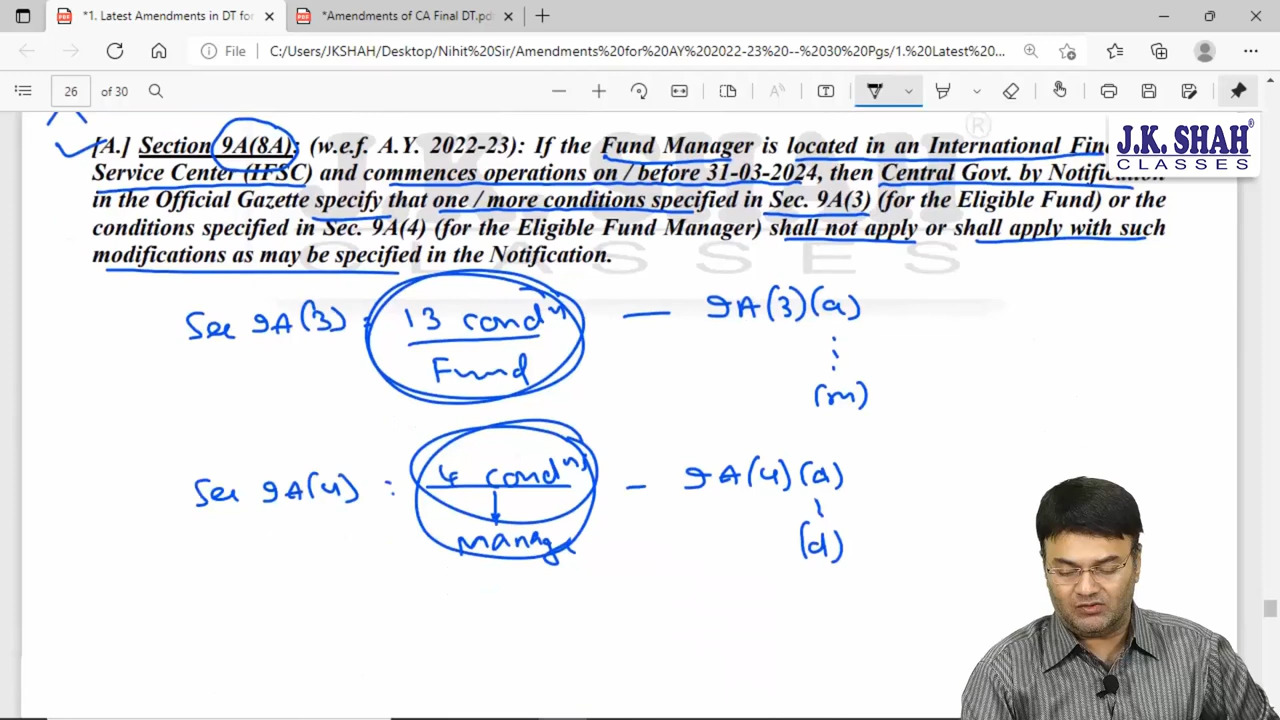 *1. Latest Amendments in DT for
*Amendments of CA Final DT.pd
File C:/Users/JKSHAH/Desktop/Nihit%20Sir/Amendments%20for%20AY%202022-23%20--%2030%20Pgs/1.%20Latest%20...
26 of 30
[A.] Section 9A(8A): (w.e.f. A.Y. 2022-23): If the Fund Manager is located in an International Fin
Service Center (IFSC) and commences operations on / before 31-03-2024, then Central Govt. by Notification
in the Official Gazette specify that one / more conditions specified in Sec. 9A(3) (for the Eligible Fund) or the
conditions specified in Sec. 9A(4) (for the Eligible Fund Manager) shall not apply or shall apply with such
modifications as may be specified in the Notification.
J.K. SHAH®
CLASSES
J.K. SHAH
CLASSES
Sec 9A(3) : 13 condn — 9A(3)(a)
Fund
(m)
Sec 9A(4) : 4 condn — 9A(4)(a)
manage
(d)